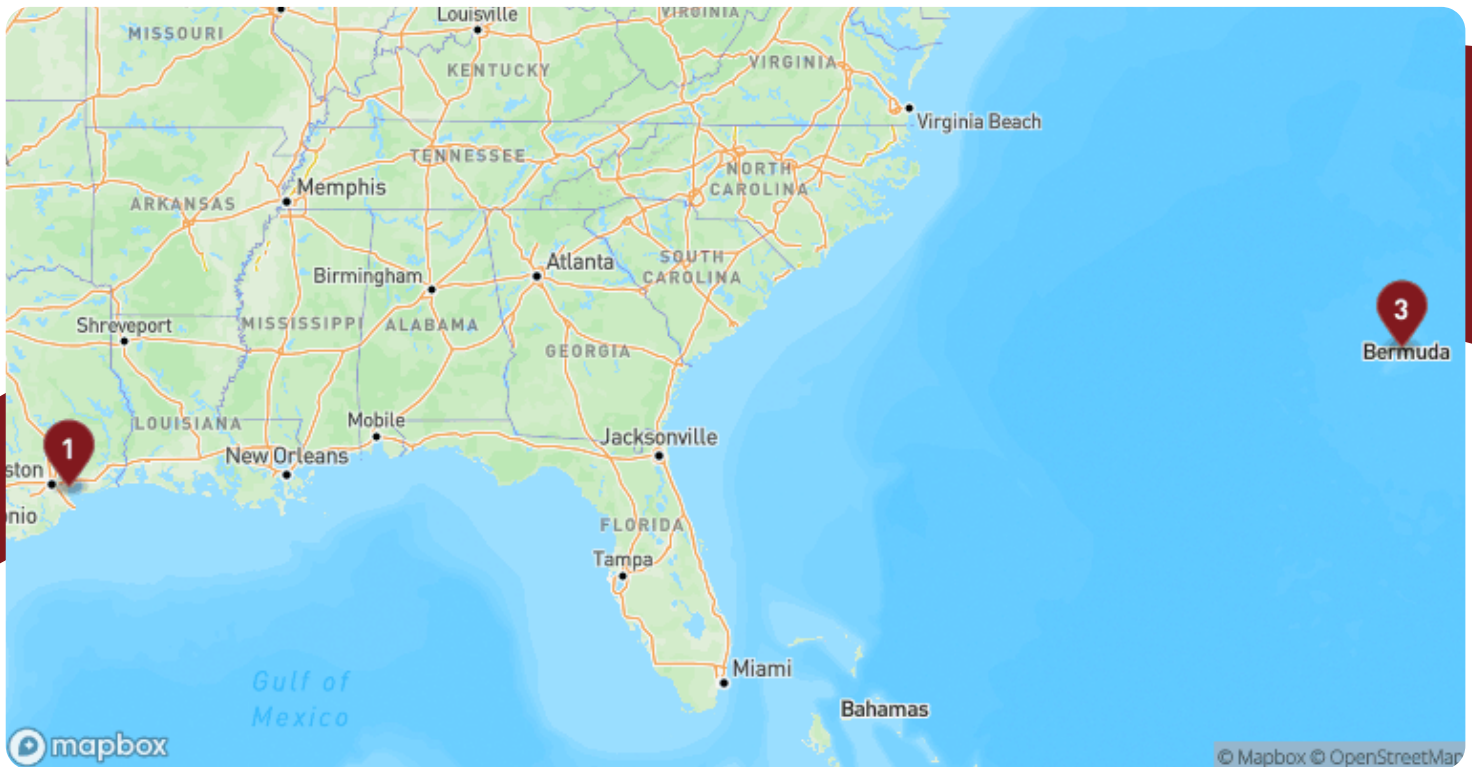 Louisville
VIRGINIA
MISSOURI
VIRGINIA
KENTUCKY
Virginia Beach
TENNESSEE
NORTH
CAROLINA
Memphis
ARKANSAS
Atlanta
SOUTH
CAROLINA
Birmingham
3
Shreveport
MISSISSIPPI
ALABAMA
GEORGIA
Bermuda
LOUISIANA
Mobile
1
Jacksonville
New Orleans
ston
onio
FLORIDA
Tampa
Miami
Gulf of
Mexico
Bahamas
mapbox
© Mapbox © OpenStreetMap